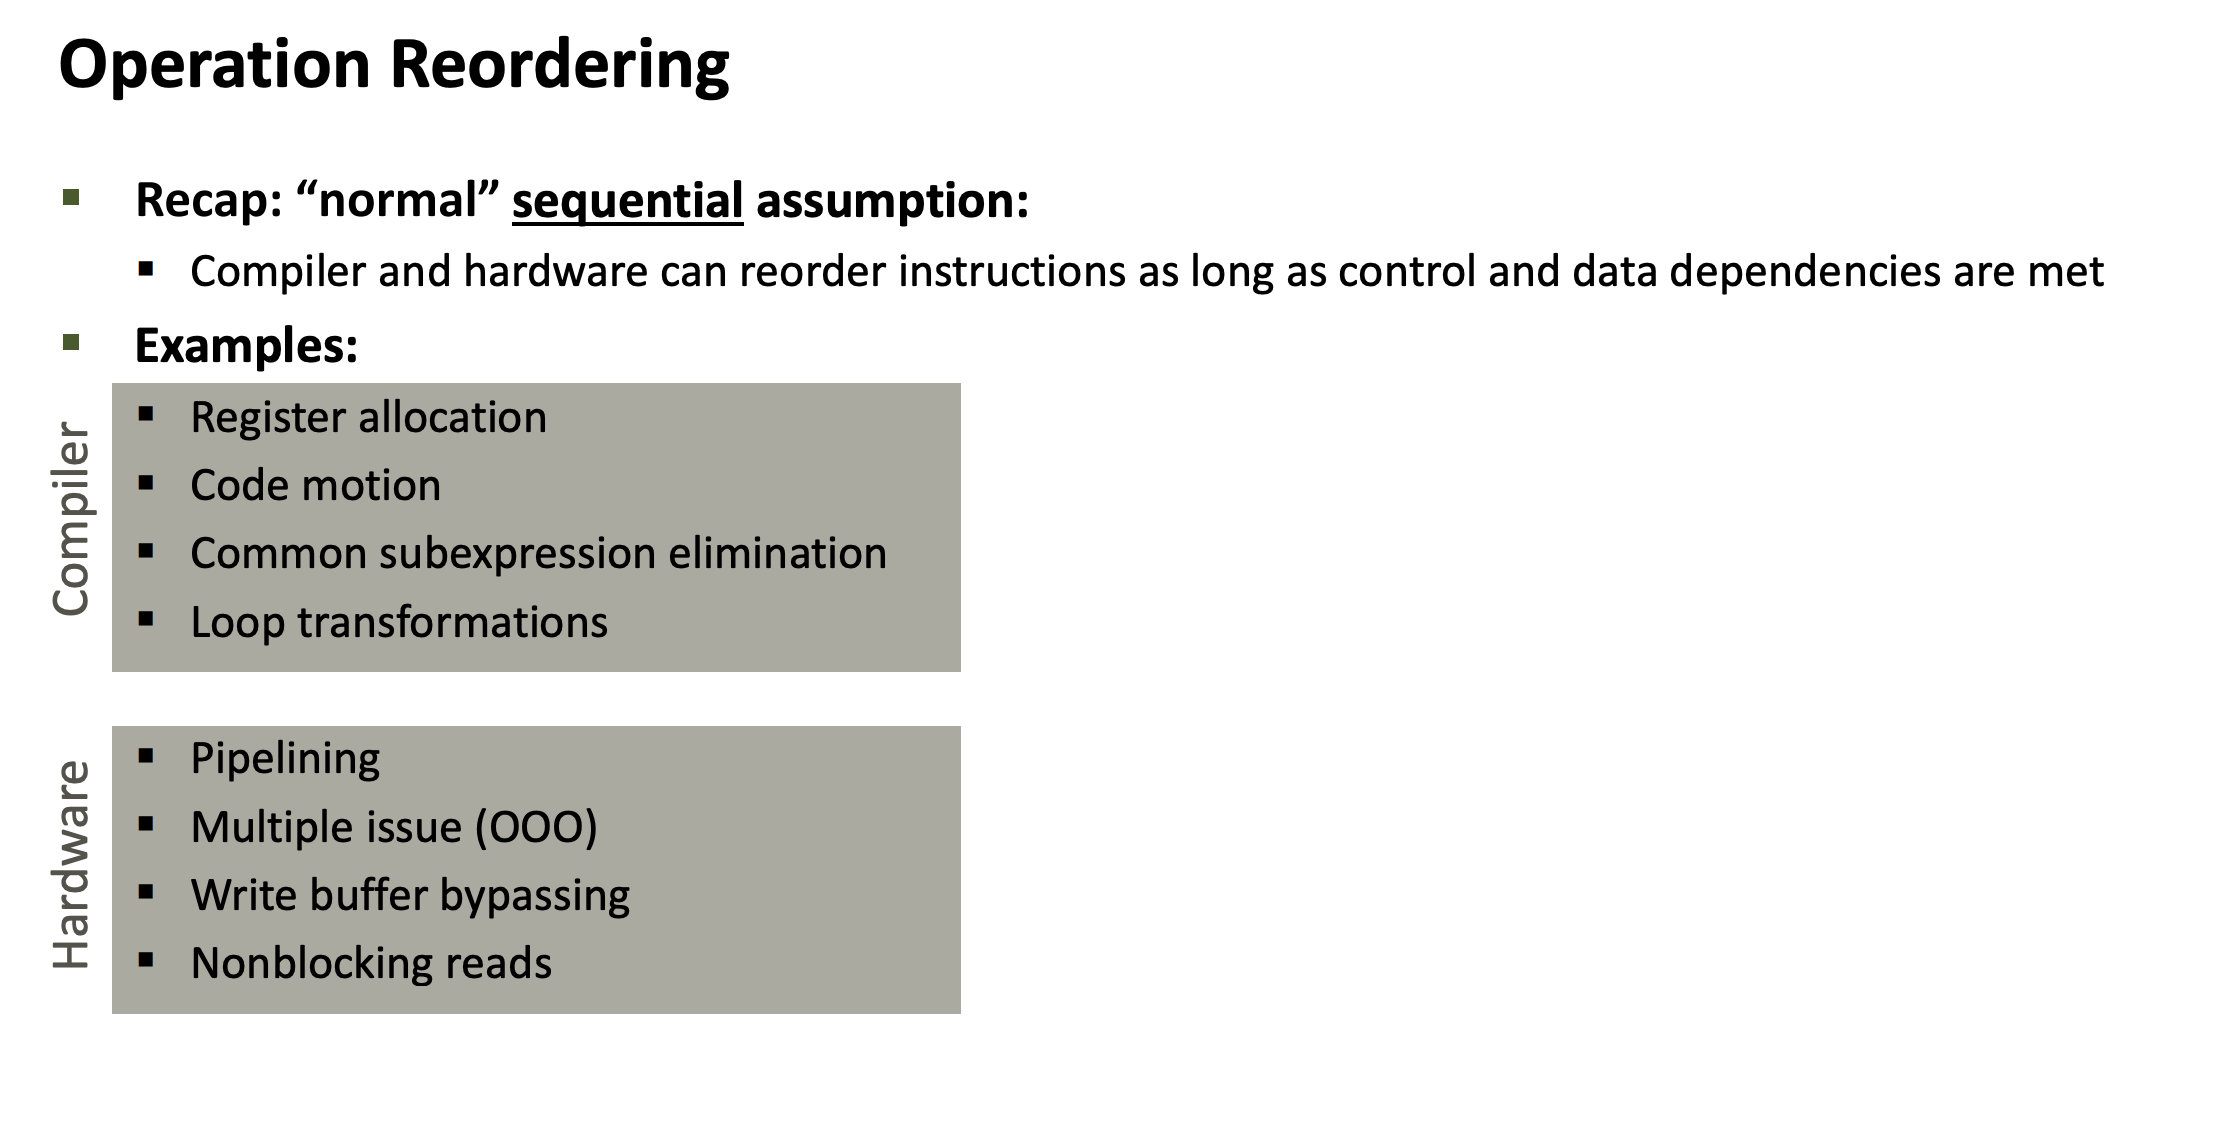 Operation Reordering
Recap: “normal” sequential assumption:
Compiler and hardware can reorder instructions as long as control and data dependencies are met
Examples:
Compiler
Register allocation
Code motion
Common subexpression elimination
Loop transformations
Hardware
Pipelining
Multiple issue (OOO)
Write buffer bypassing
Nonblocking reads